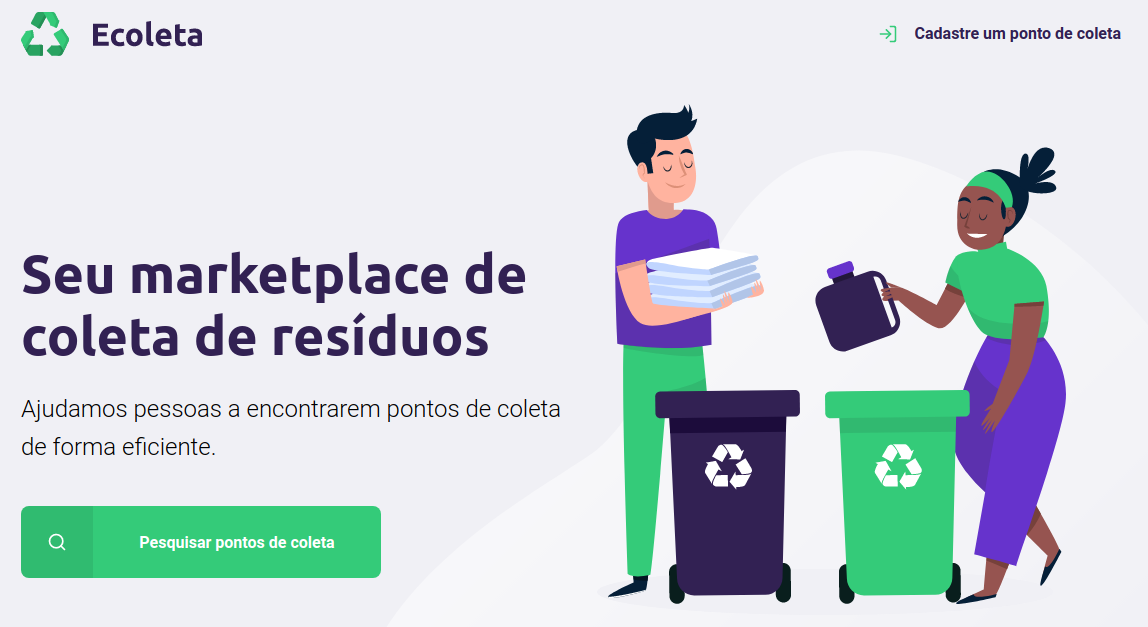 Ecoleta
Cadastre um ponto de coleta
Seu marketplace de
coleta de resíduos
Ajudamos pessoas a encontrarem pontos de coleta
de forma eficiente.
Pesquisar pontos de coleta